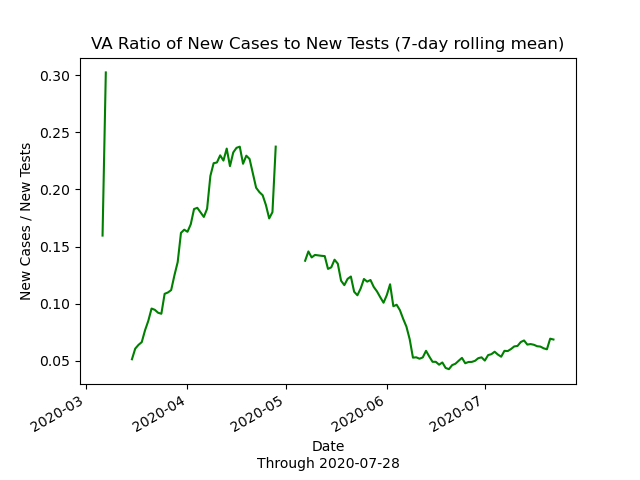 VA Ratio of New Cases to New Tests (7-day rolling mean)
0.30
0.25
0.20
0.15
0.10
0.05
New Cases / New Tests
2020-03
2020-04
2020-05
2020-06
2020-07
Date
Through 2020-07-28